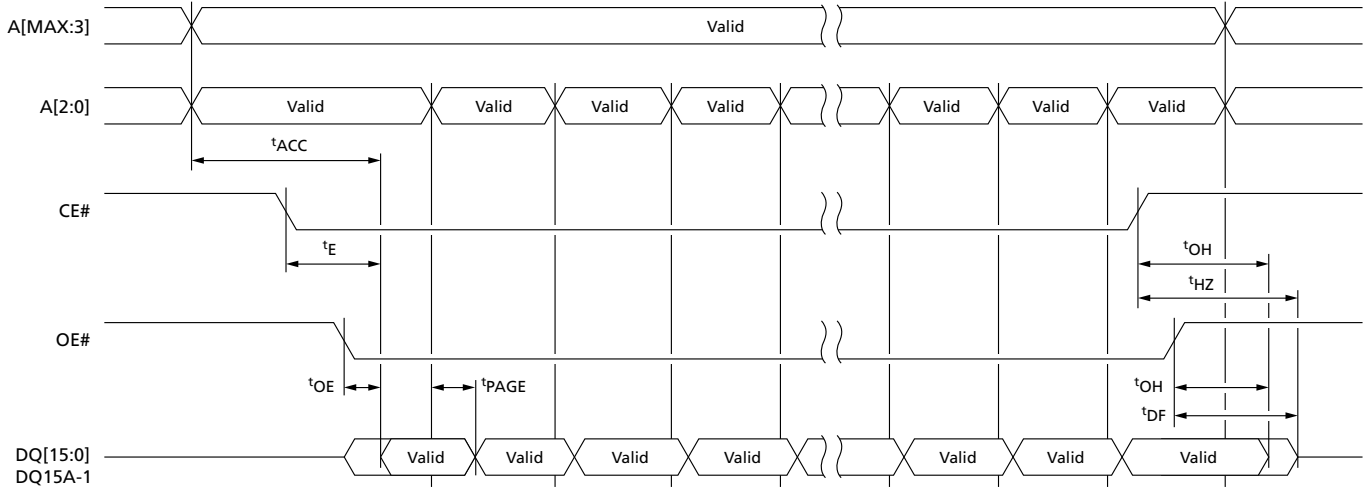 A[MAX:3]
Valid
A[2:0]
Valid Valid Valid Valid Valid Valid Valid
tACC
CE#
tE
tOH
tHZ
OE#
tOE
tPAGE
tOH
tDF
DQ[15:0]
DQ15A-1
Valid Valid Valid Valid Valid Valid Valid